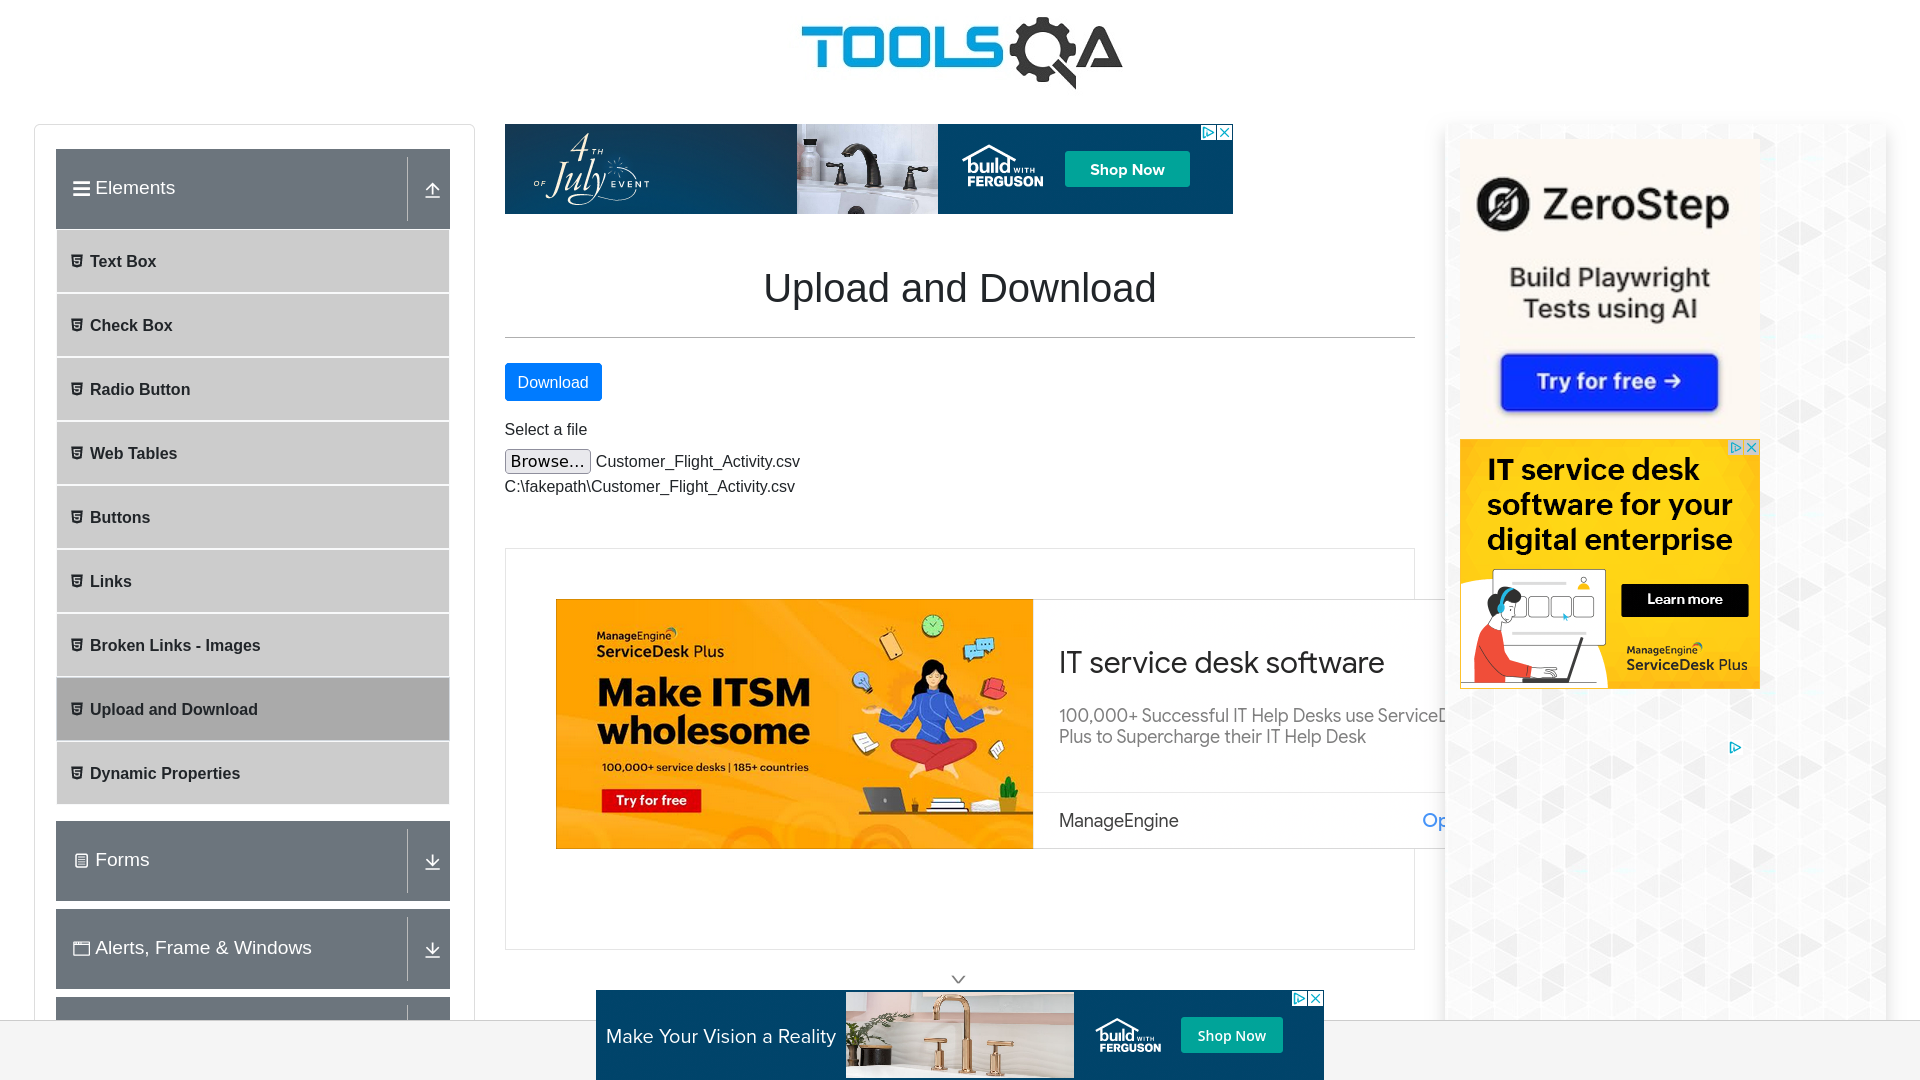 TOOLSQA
Elements
Text Box
Check Box
Radio Button
Web Tables
Buttons
Links
Broken Links - Images
Upload and Download
Dynamic Properties
Forms
Alerts, Frame & Windows
4TH
OF July EVENT
build WITH
FERGUSON
Shop Now
Upload and Download
Download
Select a file
Browse... Customer_Flight_Activity.csv
C:\fakepath\Customer_Flight_Activity.csv
ManageEngine
ServiceDesk Plus
Make ITSM
wholesome
100,000+ service desks | 185+ countries
Try for free
IT service desk software
100,000+ Successful IT Help Desks use ServiceD
Plus to Supercharge their IT Help Desk
ManageEngine
Op
Make Your Vision a Reality
build WITH
FERGUSON
Shop Now
ZeroStep
Build Playwright
Tests using AI
Try for free →
IT service desk
software for your
digital enterprise
Learn more
ManageEngine
ServiceDesk Plus